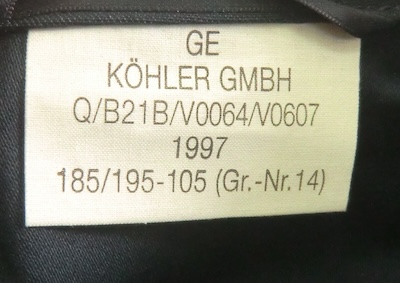 GE
KÖHLER GMBH
Q/B21B/V0064/V0607
1997
185/195-105 (Gr.-Nr.14)